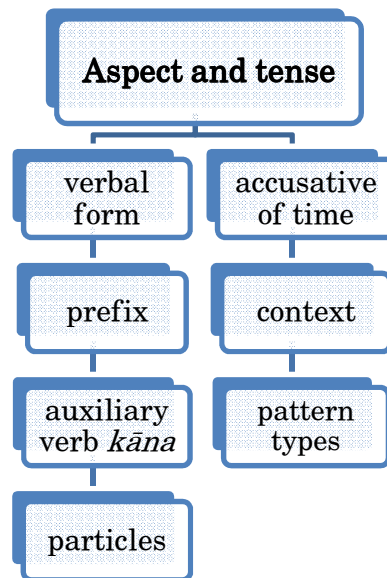 Aspect and tense
verbal
form
prefix
auxiliary
verb kāna
particles
accusative
of time
context
pattern
types